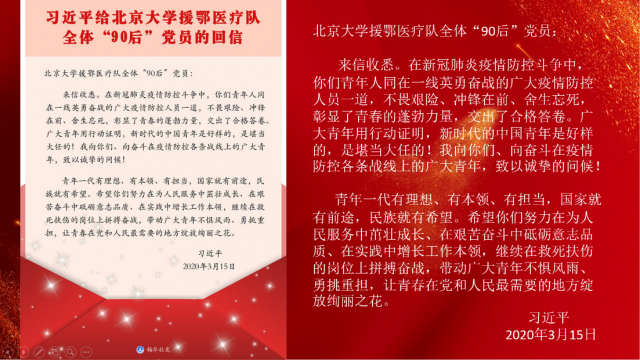 习近平给北京大学援鄂医疗队
全体“90后”党员的回信
北京大学援鄂医疗队全体“90后”党员：
来信收悉。在新冠肺炎疫情防控斗争中，你们青年人同
在一线英勇奋战的广大疫情防控人员一道，不畏艰险、冲锋
在前、舍生忘死，彰显了青春的蓬勃力量，交出了合格答卷。
广大青年用行动证明，新时代的中国青年是好样的，是堪当
大任的！我向你们、向奋斗在疫情防控各条战线上的广大青
年，致以诚挚的问候！
青年一代有理想、有本领、有担当，国家就有前途，民
族就有希望。希望你们努力在为人民服务中茁壮成长、在艰
苦奋斗中砥砺意志品质、在实践中增长工作本领，继续在救
死扶伤的岗位上拼搏奋战，带动广大青年不惧风雨、勇挑重
担，让青春在党和人民最需要的地方绽放绚丽之花。
习近平
2020年3月15日
北京大学援鄂医疗队全体“90后”党员：
来信收悉。在新冠肺炎疫情防控斗争中，
你们青年人同在一线英勇奋战的广大疫情防控
人员一道，不畏艰险、冲锋在前、舍生忘死，
彰显了青春的蓬勃力量，交出了合格答卷。广
大青年用行动证明，新时代的中国青年是好样
的，是堪当大任的！我向你们、向奋斗在疫情
防控各条战线上的广大青年，致以诚挚的问候！
青年一代有理想、有本领、有担当，国家就
有前途，民族就有希望。希望你们努力在为人
民服务中茁壮成长、在艰苦奋斗中砥砺意志品
质、在实践中增长工作本领，继续在救死扶伤
的岗位上拼搏奋战，带动广大青年不惧风雨、
勇挑重担，让青春在党和人民最需要的地方绽
放绚丽之花。
习近平
2020年3月15日